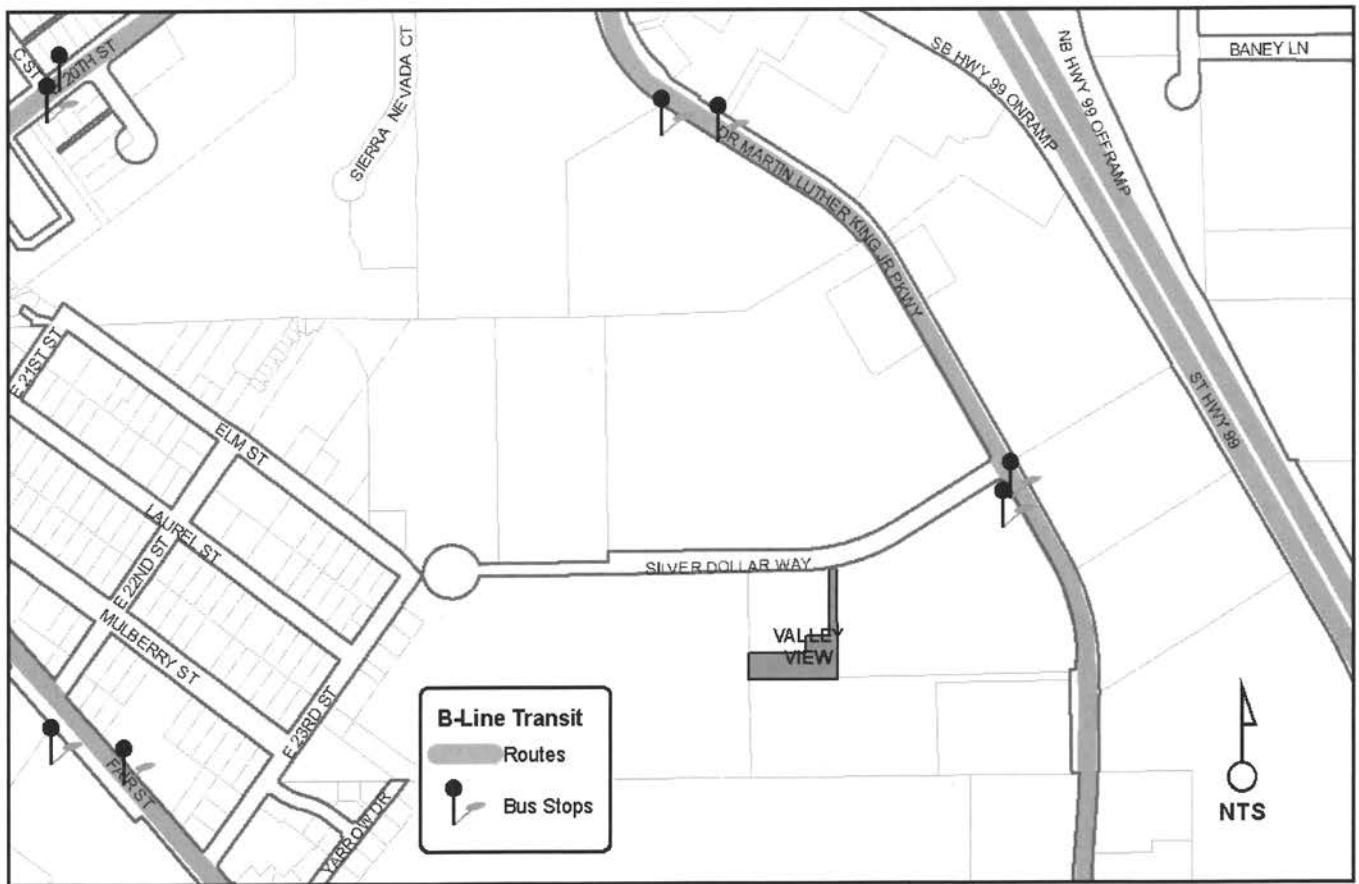 C ST
20TH ST
SIERRA NEVADA CT
DR MARTIN LUTHER KING JR PKWY
SB HWY 99 ONRAMP
NB HWY 99 OFFRAMP
BANEY LN
ST HWY 99
E 21ST ST
ELM ST
LAUREL ST
E 22ND ST
MULBERRY ST
E 23RD ST
FAIR ST
YARROW DR
SILVER DOLLAR WAY
VALLEY
VIEW
B-Line Transit
Routes
Bus Stops
NTS